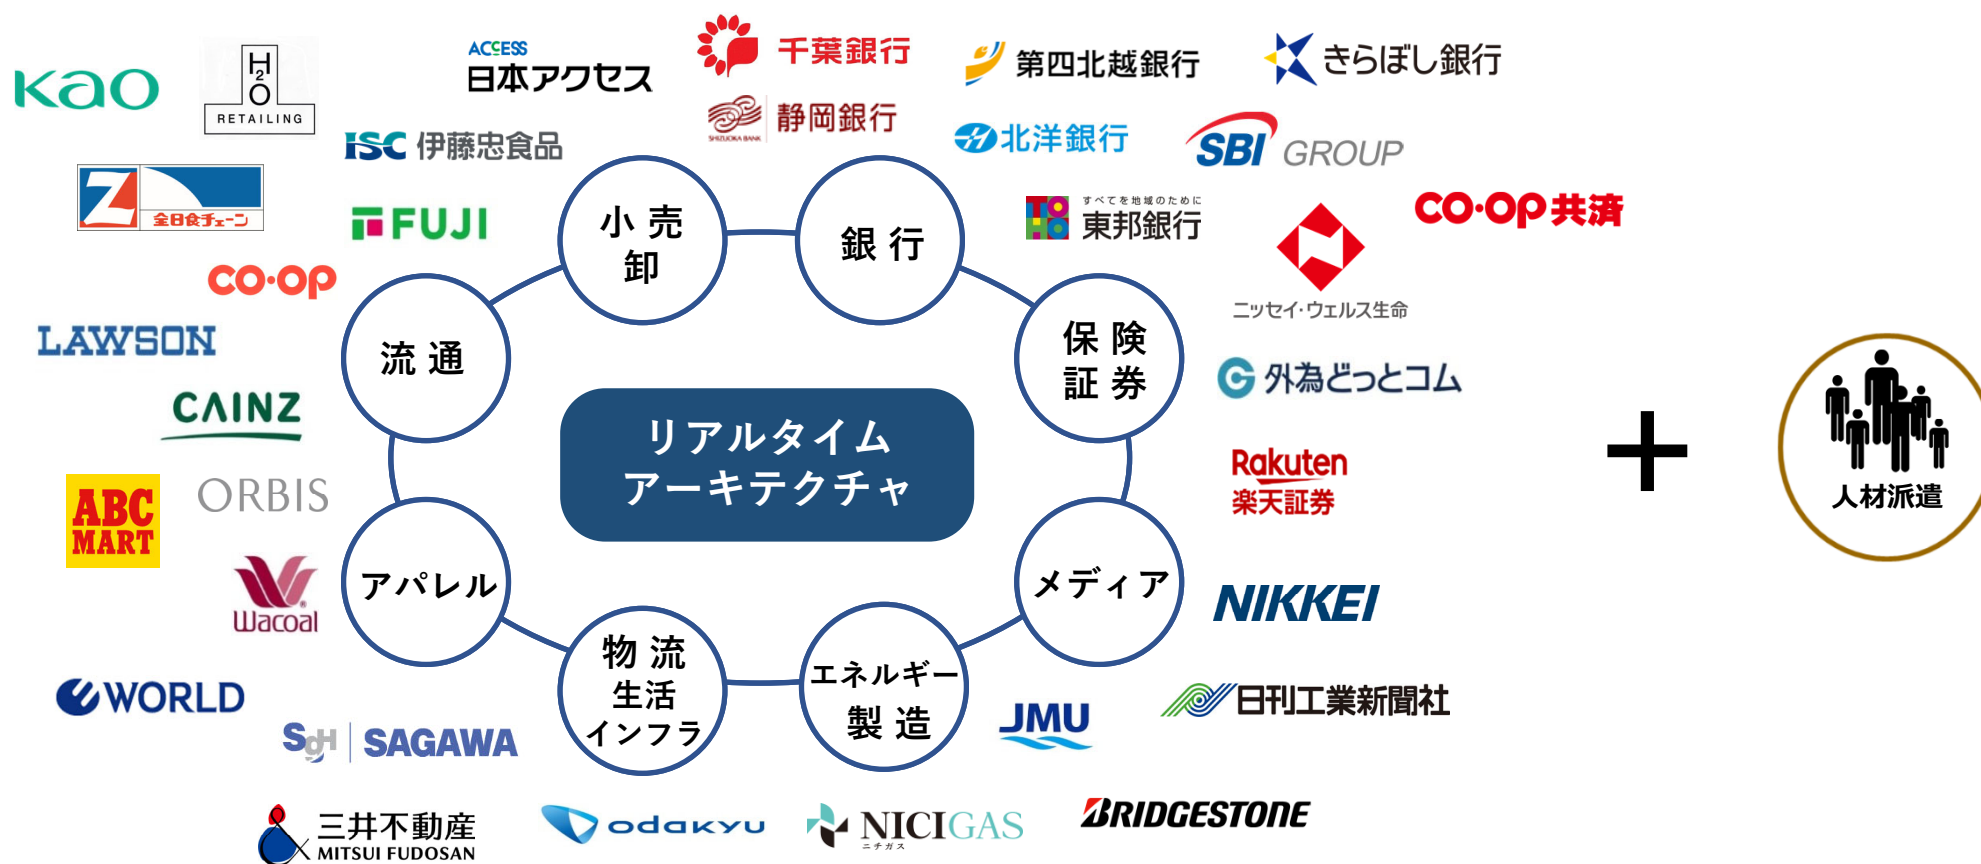 kao
H2O
RETAILING
ACCESS
日本アクセス
千葉銀行
第四北越銀行
きらぼし銀行
SHIZUOKA BANK
静岡銀行
北洋銀行
SBI GROUP
ISC 伊藤忠食品
Z 全日食チェーン
FUJI
小売
卸
銀行
TOHO
すべてを地域のために
東邦銀行
CO・OP共済
ニッセイ・ウェルス生命
CO・OP
流通
保険
証券
LAWSON
外為どっとコム
CAINZ
リアルタイム
アーキテクチャ
Rakuten
楽天証券
人材派遣
ABC
MART
ORBIS
Wacoal
アパレル
メディア
NIKKEI
物流
生活
インフラ
エネルギー
製造
WORLD
SGH SAGAWA
JMU
日刊工業新聞社
三井不動産
MITSUI FUDOSAN
odakyu
NICIGAS
ニチガス
BRIDGESTONE